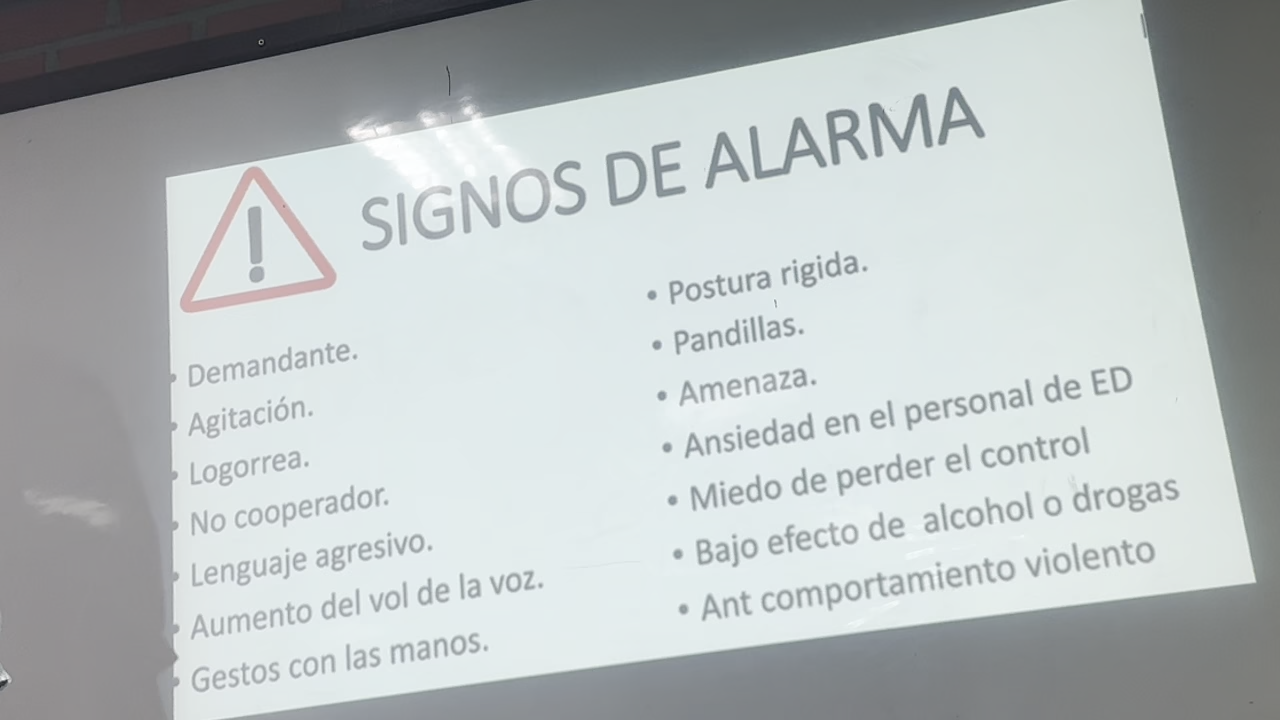 SIGNOS DE ALARMA
• Demandante.
• Agitación.
• Logorrea.
• No cooperador.
• Lenguaje agresivo.
• Aumento del vol de la voz.
• Gestos con las manos.
• Postura rigida.
• Pandillas.
• Amenaza.
• Ansiedad en el personal de ED
• Miedo de perder el control
• Bajo efecto de alcohol o drogas
• Ant comportamiento violento